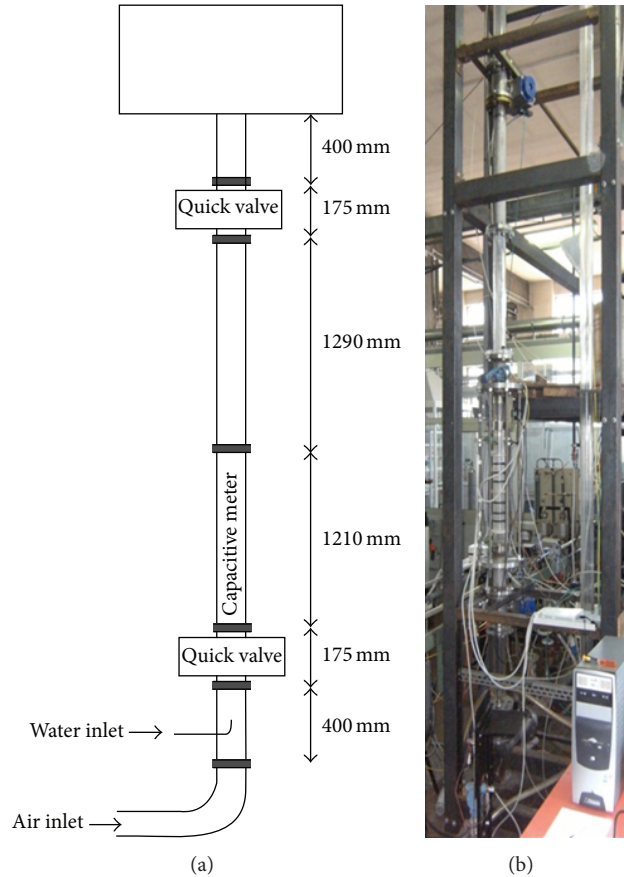 400 mm
Quick valve
175 mm
1290 mm
Capacitive meter
1210 mm
Quick valve
175 mm
Water inlet
400 mm
Air inlet
(a)
(b)